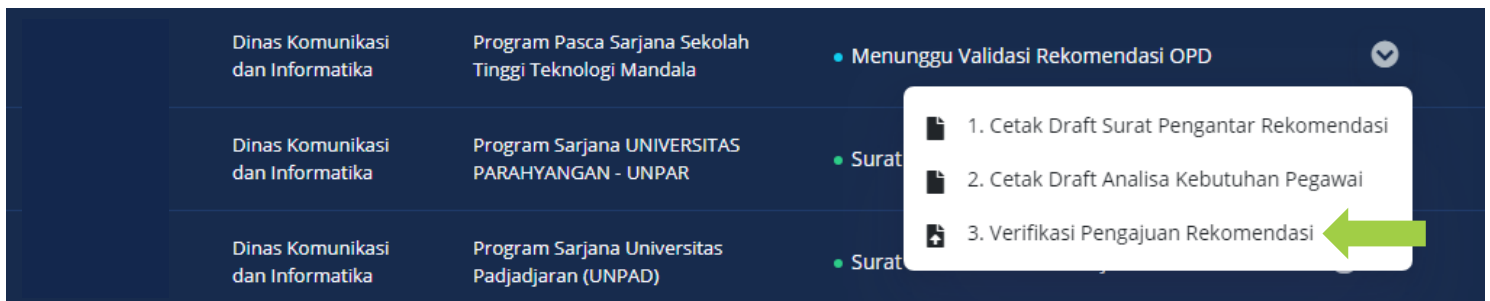 Dinas Komunikasi
dan Informatika
Program Pasca Sarjana Sekolah
Tinggi Teknologi Mandala
Menunggu Validasi Rekomendasi OPD
1. Cetak Draft Surat Pengantar Rekomendasi
2. Cetak Draft Analisa Kebutuhan Pegawai
3. Verifikasi Pengajuan Rekomendasi
Dinas Komunikasi
dan Informatika
Program Sarjana UNIVERSITAS
PARAHYANGAN - UNPAR
Surat
Dinas Komunikasi
dan Informatika
Program Sarjana Universitas
Padjadjaran (UNPAD)
Surat